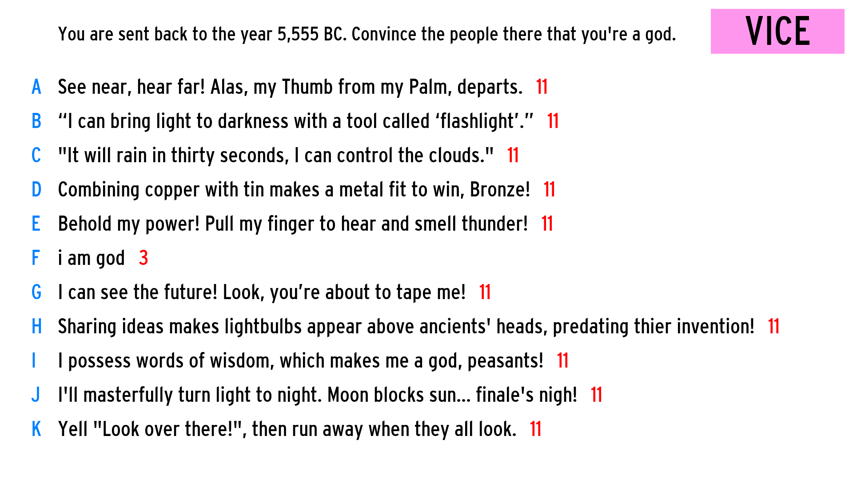 You are sent back to the year 5,555 BC. Convince the people there that you're a god.
VICE
A See near, hear far! Alas, my Thumb from my Palm, departs. 11
B “I can bring light to darkness with a tool called ‘flashlight’.” 11
C "It will rain in thirty seconds, I can control the clouds." 11
D Combining copper with tin makes a metal fit to win, Bronze! 11
E Behold my power! Pull my finger to hear and smell thunder! 11
F i am god 3
G I can see the future! Look, you’re about to tape me! 11
H Sharing ideas makes lightbulbs appear above ancients' heads, predating thier invention! 11
I I possess words of wisdom, which makes me a god, peasants! 11
J I'll masterfully turn light to night. Moon blocks sun... finale's nigh! 11
K Yell "Look over there!", then run away when they all look. 11